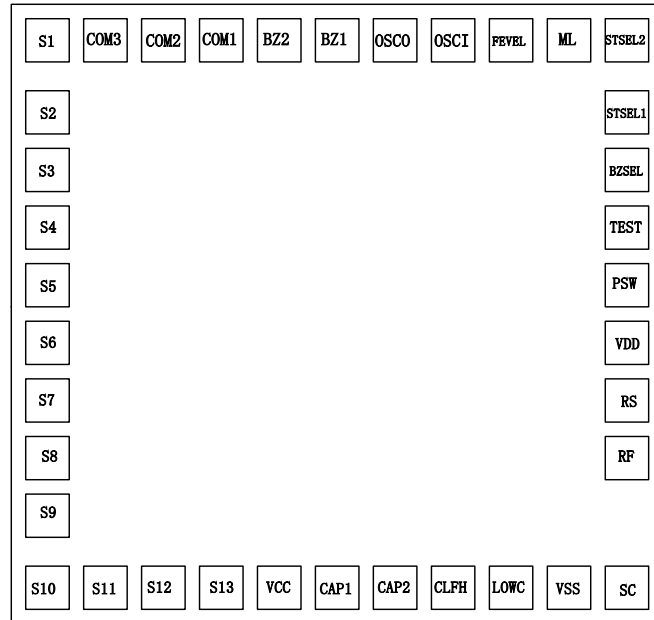 S1 COM3 COM2 COM1 BZ2 BZ1 OSCO OSCI FEVEL ML STSEL2
S2 STSEL1
S3 BZSEL
S4 TEST
S5 PSW
S6 VDD
S7 RS
S8 RF
S9
S10 S11 S12 S13 VCC CAP1 CAP2 CLFH LOWC VSS SC